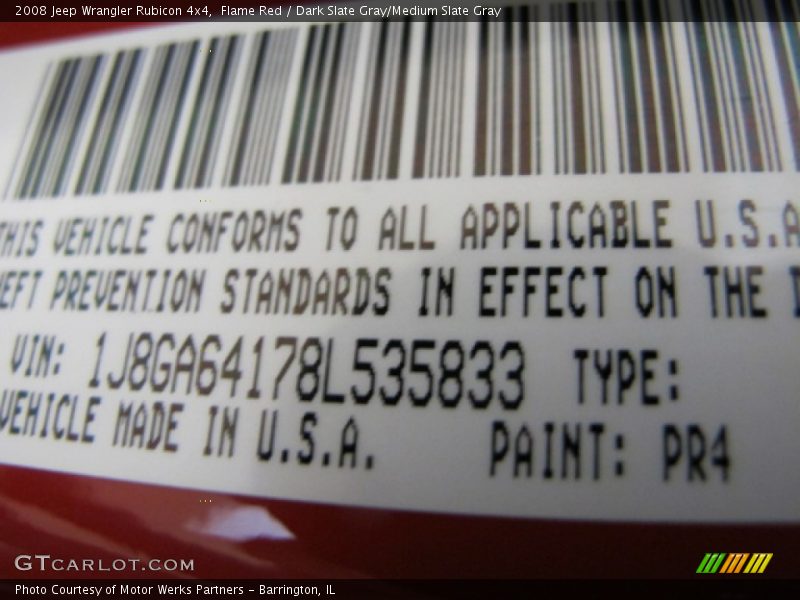 2008 Jeep Wrangler Rubicon 4x4, Flame Red / Dark Slate Gray/Medium Slate Gray
THIS VEHICLE CONFORMS TO ALL APPLICABLE U.S.A
EFT PREVENTION STANDARDS IN EFFECT ON THE
VIN: 1J8GA64178L535833 TYPE:
VEHICLE MADE IN U.S.A. PAINT: PR4
GTCARLOT.COM
Photo Courtesy of Motor Werks Partners - Barrington, IL